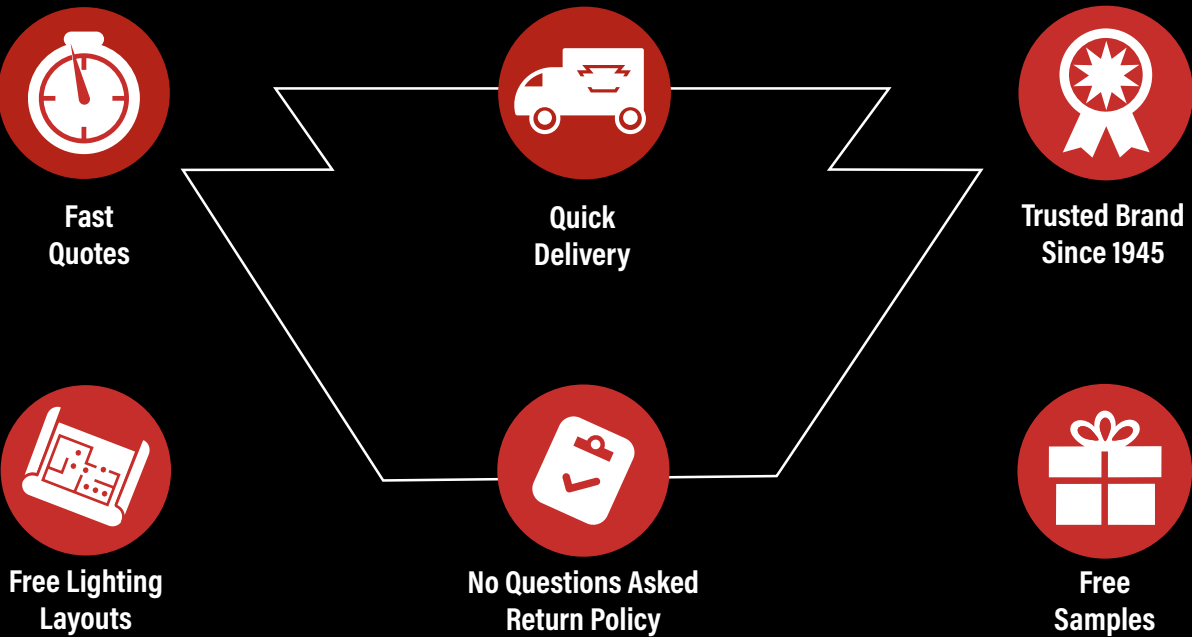 Fast
Quotes
Quick
Delivery
Trusted Brand
Since 1945
Free Lighting
Layouts
No Questions Asked
Return Policy
Free
Samples